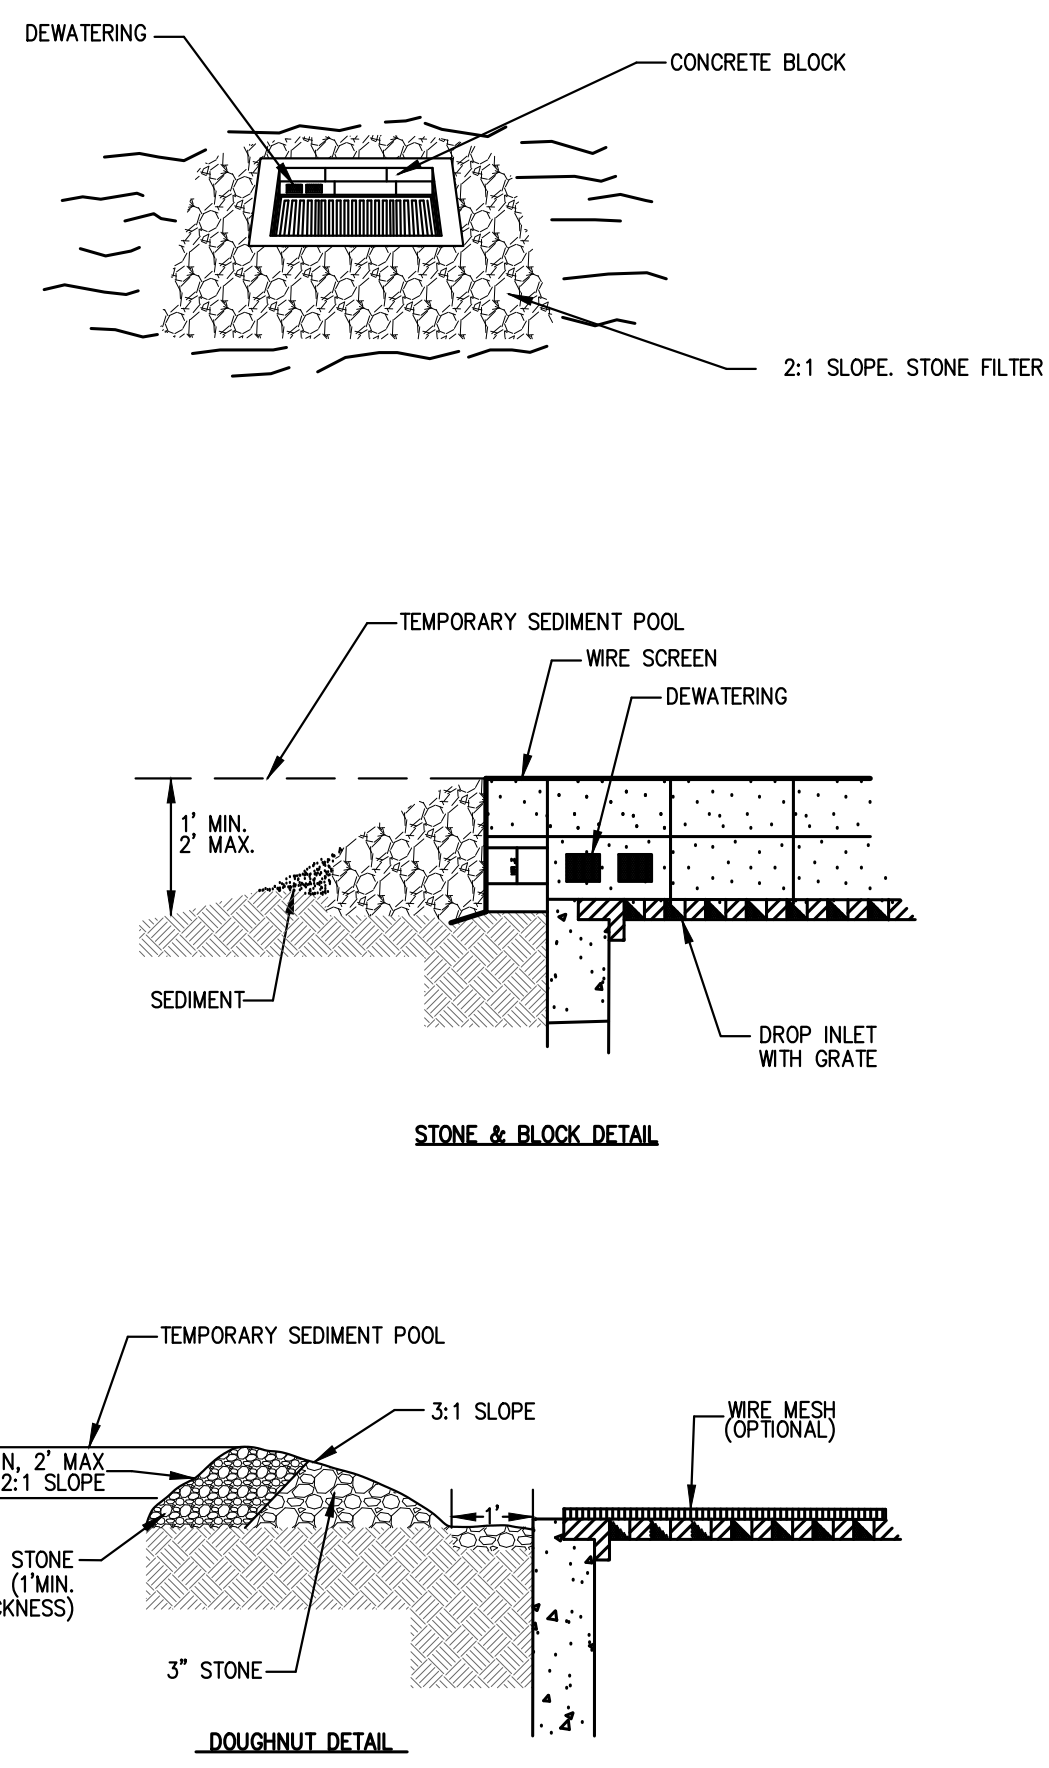 DEWATERING
CONCRETE BLOCK
2:1 SLOPE. STONE FILTER
TEMPORARY SEDIMENT POOL
WIRE SCREEN
DEWATERING
1' MIN.
2' MAX.
SEDIMENT
DROP INLET
WITH GRATE
STONE & BLOCK DETAIL
TEMPORARY SEDIMENT POOL
3:1 SLOPE
WIRE MESH
(OPTIONAL)
N, 2' MAX
2:1 SLOPE
1'
STONE
(1'MIN.
CKNESS)
3" STONE
DOUGHNUT DETAIL